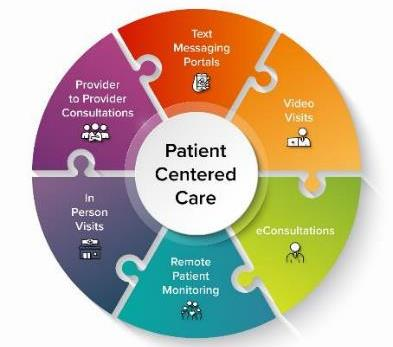 Text
Messaging
Portals
Video
Visits
eConsultations
Remote
Patient
Monitoring
In
Person
Visits
Provider
to Provider
Consultations
Patient
Centered
Care